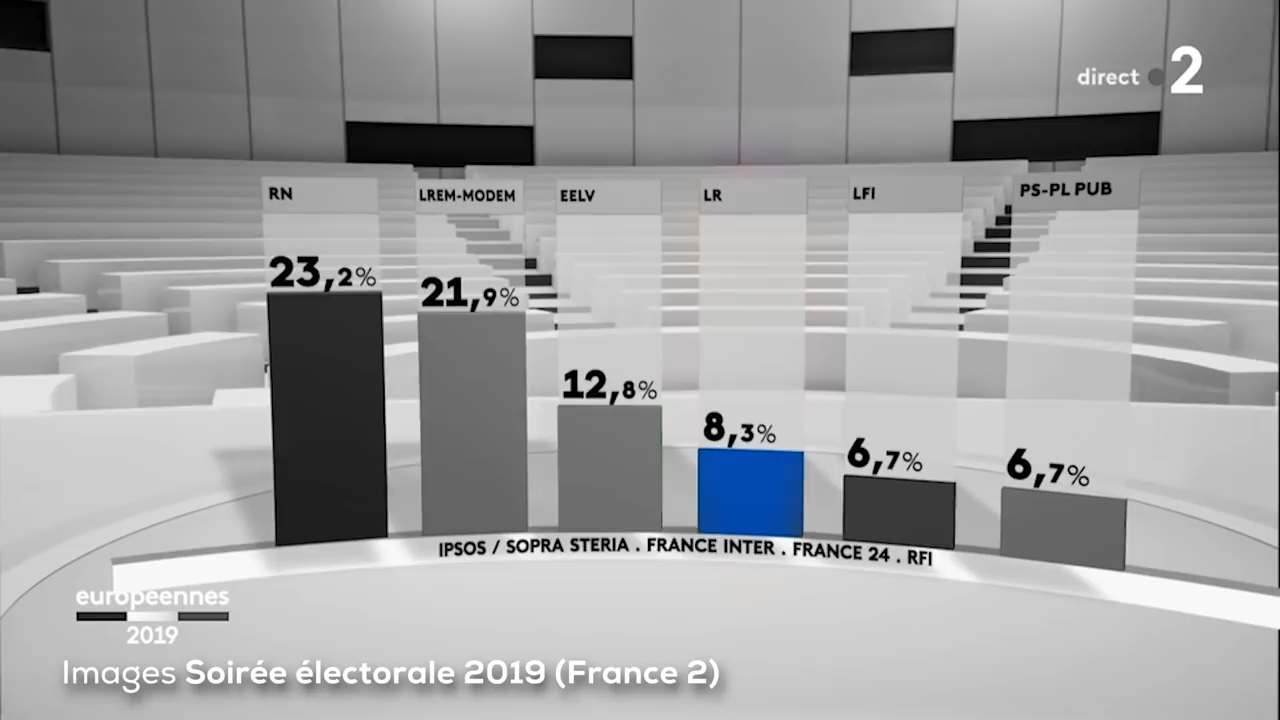 direct 2
RN
LREM-MODEM
EELV
LR
LFI
PS-PL PUB
23,2%
21,9%
12,8%
8,3%
6,7%
6,7%
IPSOS / SOPRA STERIA . FRANCE INTER . FRANCE 24 . RFI
européennes
2019
Images Soirée électorale 2019 (France 2)